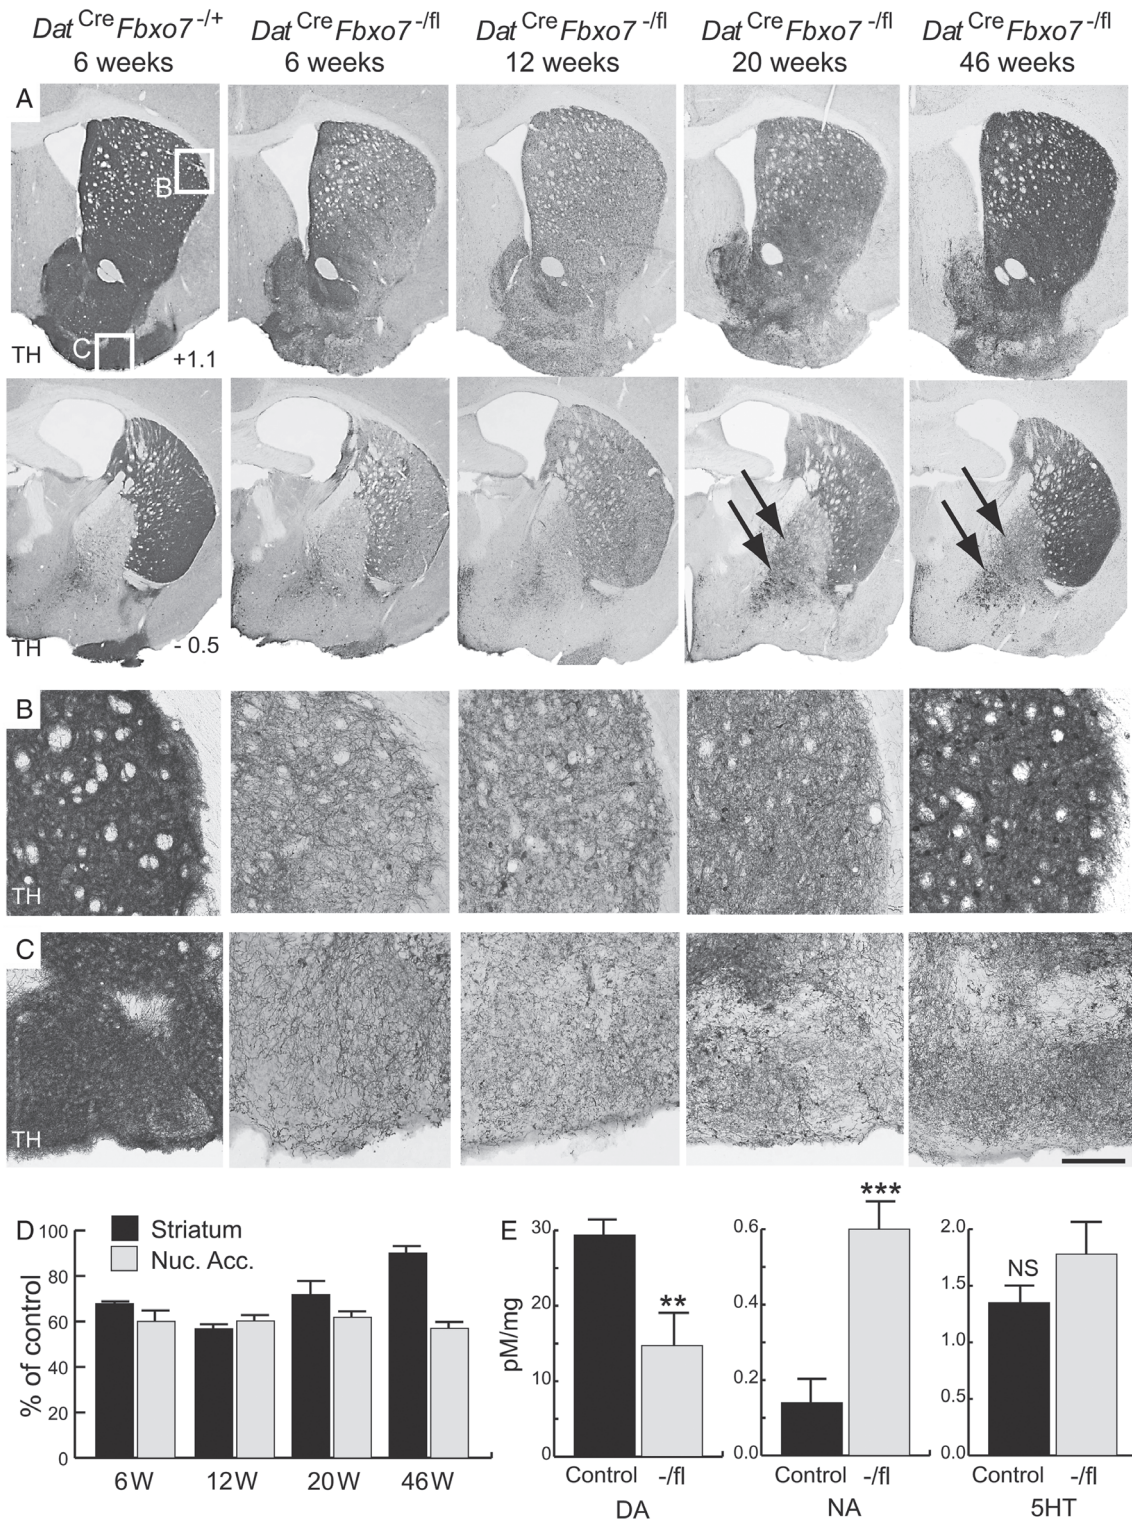 Dat Cre Fbxo7 -/+ Dat Cre Fbxo7 -/fl Dat Cre Fbxo7 -/fl Dat Cre Fbxo7 -/fl Dat Cre Fbxo7 -/fl
6 weeks 6 weeks 12 weeks 20 weeks 46 weeks
A
B
C
TH +1.1
TH - 0.5
B
TH
C
TH
D
Striatum
Nuc. Acc.
% of control
100
80
60
40
20
0
6W 12W 20W 46W
E
pM/mg
30
20
10
0
**
Control -/fl
DA
0.6
0.4
0.2
0.0
***
Control -/fl
NA
2.0
1.5
1.0
0.5
0.0
NS
Control -/fl
5HT